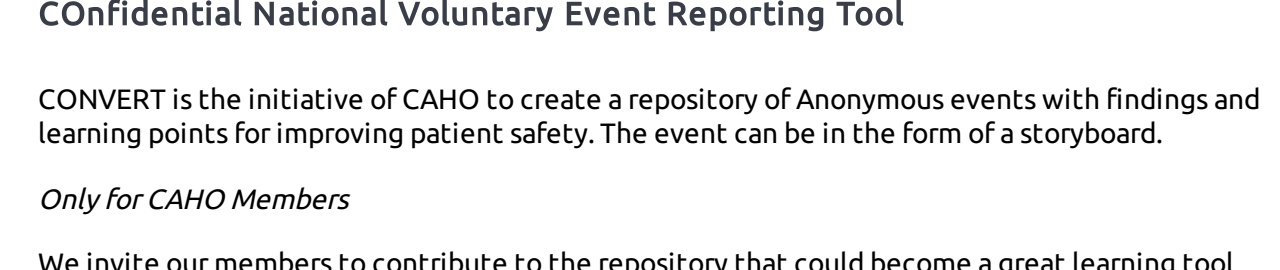 COnfidential National Voluntary Event Reporting Tool
CONVERT is the initiative of CAHO to create a repository of Anonymous events with findings and
learning points for improving patient safety. The event can be in the form of a storyboard.
Only for CAHO Members
We invite our members to contribute to the repository that could become a great learning tool